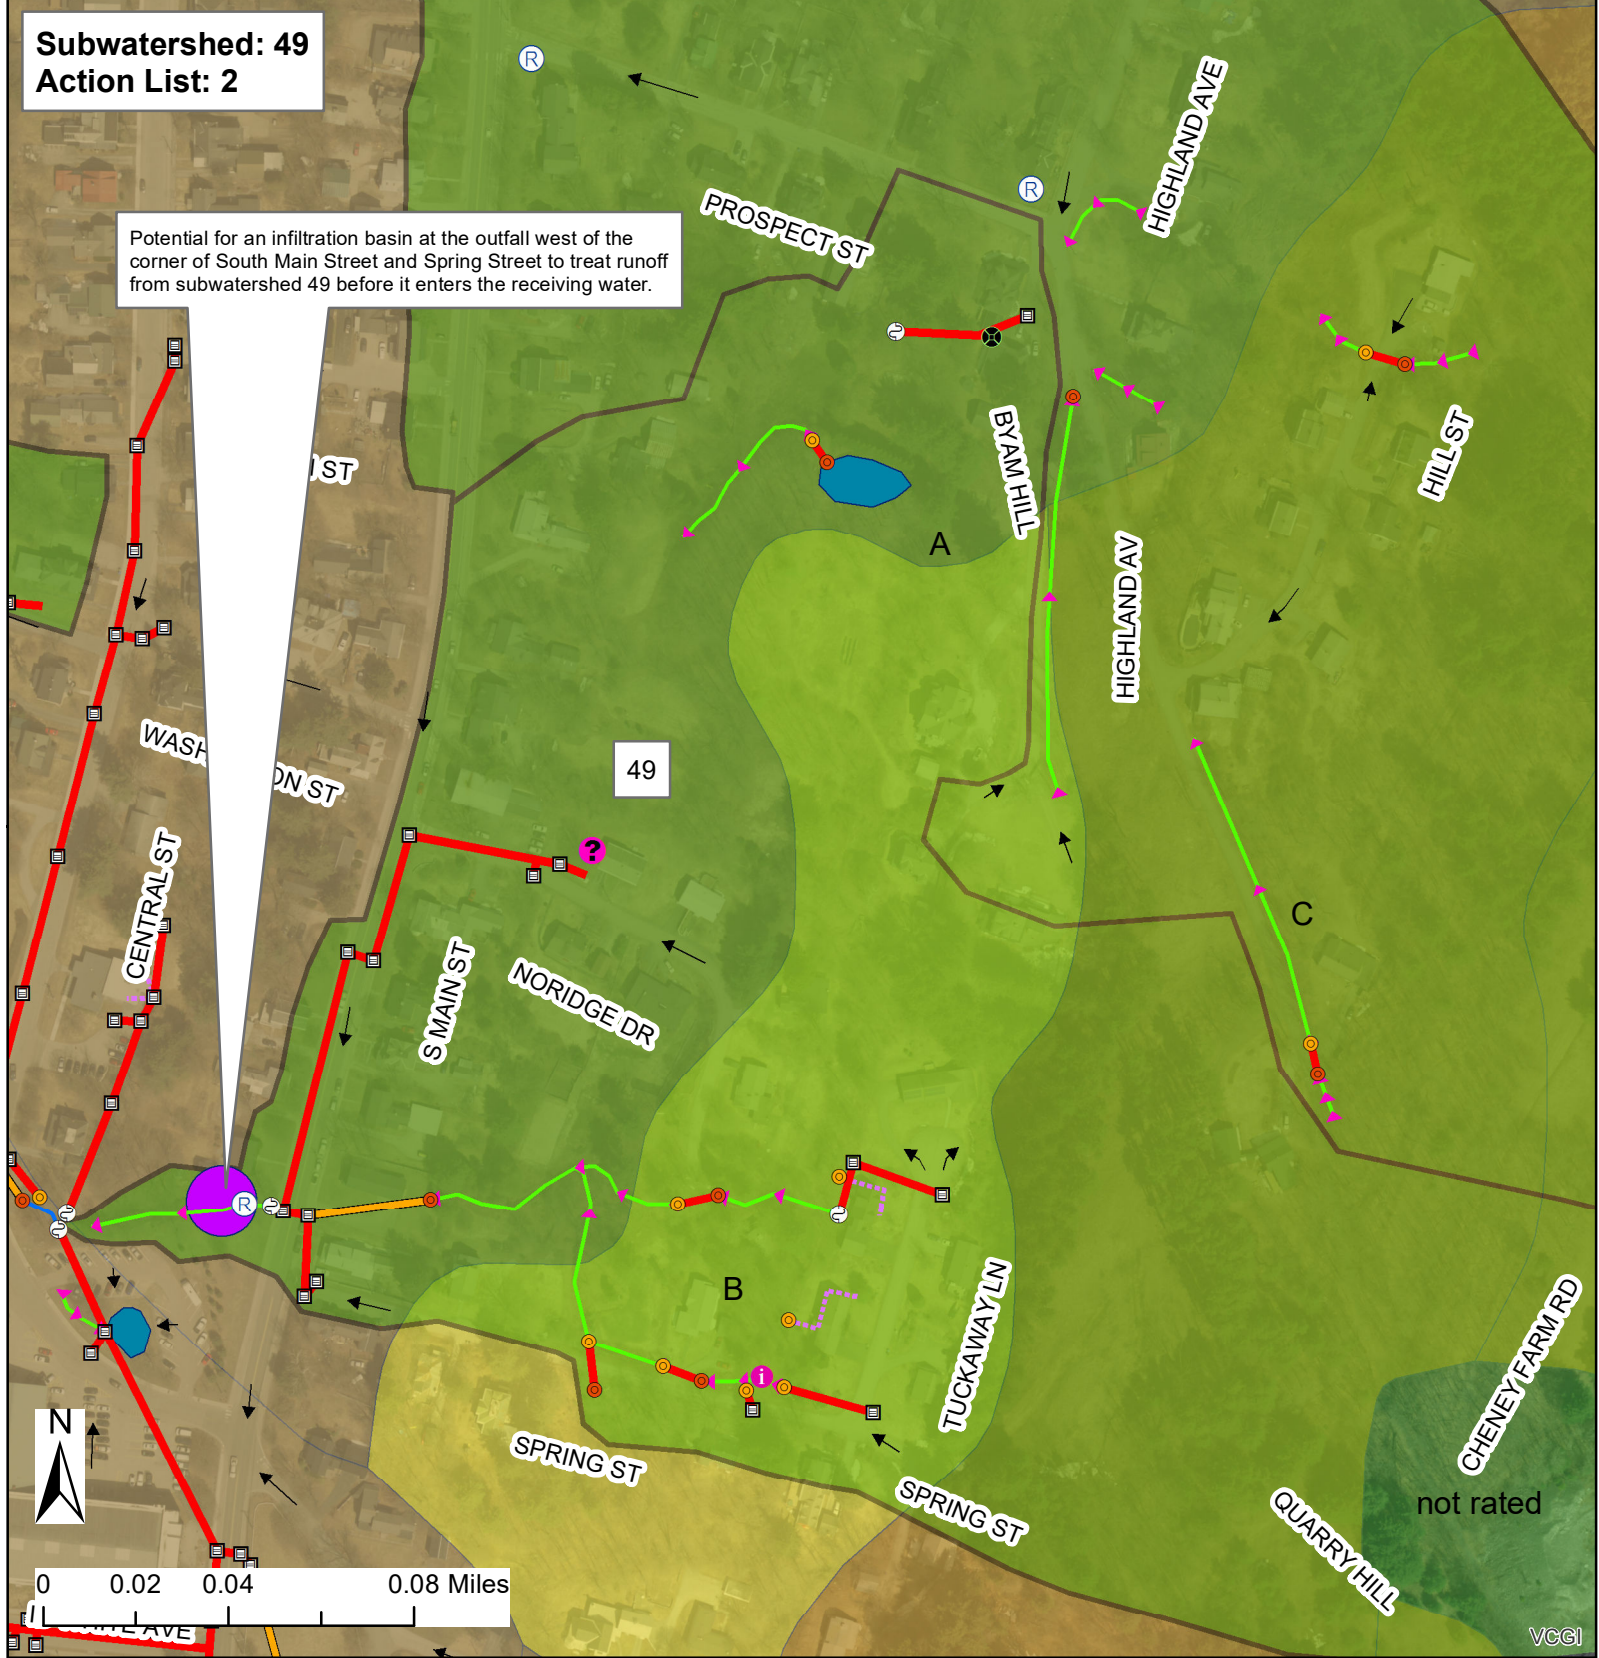 Subwatershed: 49
Action List: 2
R
HIGHLAND AVE
R
PROSPECT ST
Potential for an infiltration basin at the outfall west of the
corner of South Main Street and Spring Street to treat runoff
from subwatershed 49 before it enters the receiving water.
ST
BYAM HILL
HILL ST
A
HIGHLAND AV
WASH
ON ST
49
?
CENTRAL ST
C
S MAIN ST
NORIDGE DR
R
B
TUCKAWAY LN
i
CHENEY FARM RD
N
SPRING ST
SPRING ST
not rated
QUARRY HILL
0 0.02 0.04 0.08 Miles
AVE
VCGI